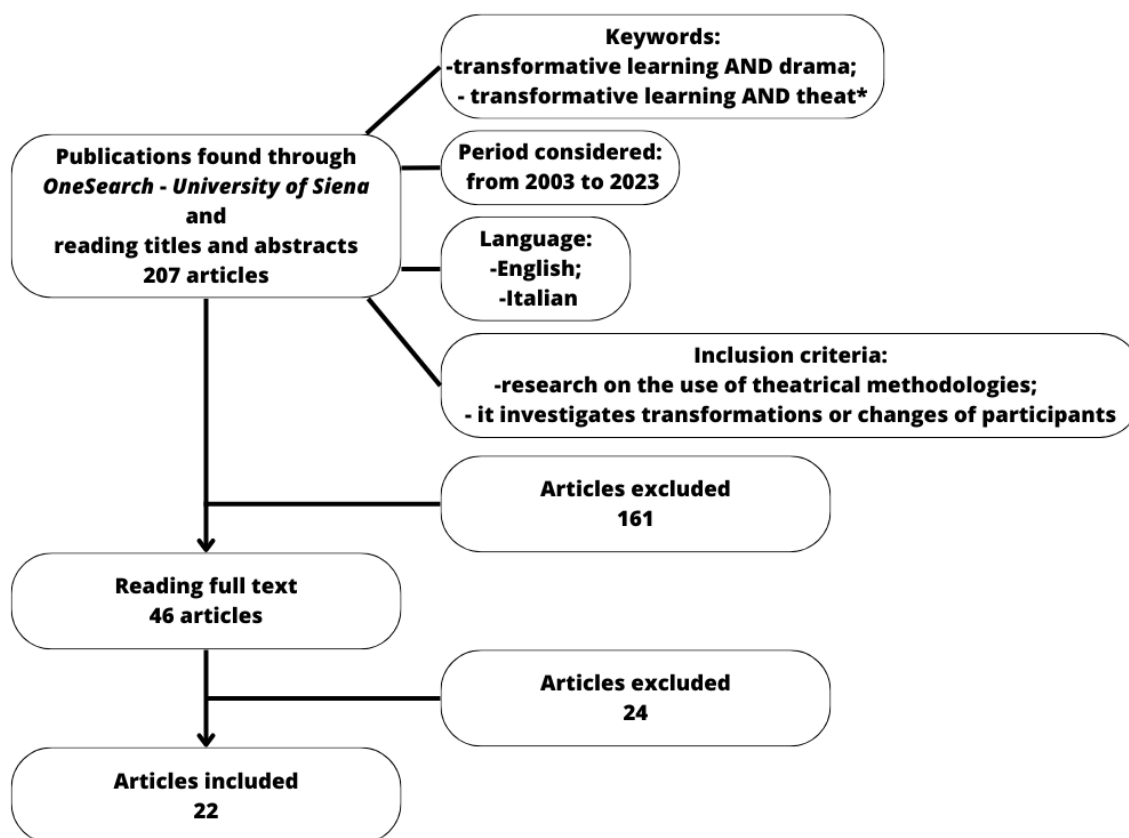 Keywords:
-transformative learning AND drama;
- transformative learning AND theat*
Publications found through
OneSearch - University of Siena
and
reading titles and abstracts
207 articles
Period considered:
from 2003 to 2023
Language:
-English;
-Italian
Inclusion criteria:
-research on the use of theatrical methodologies;
- it investigates transformations or changes of participants
Articles excluded
161
Reading full text
46 articles
Articles excluded
24
Articles included
22